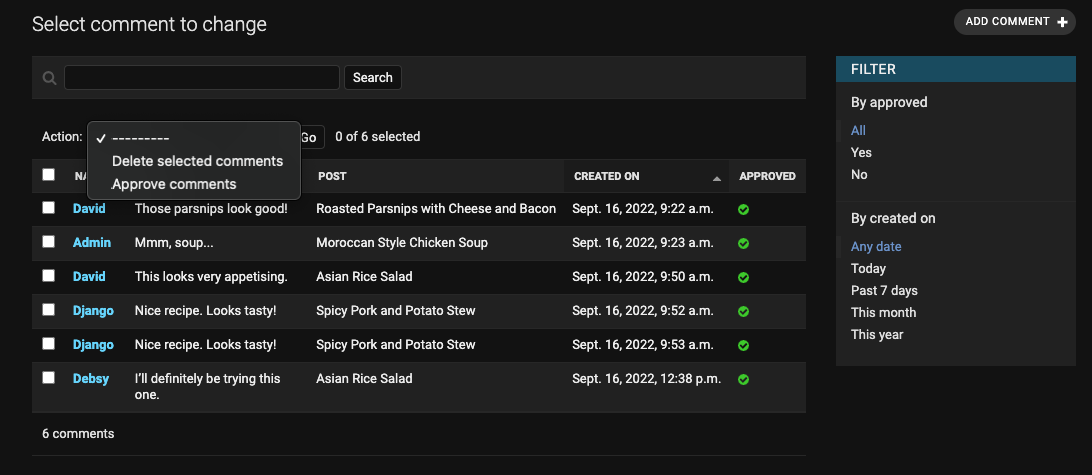 Select comment to change
ADD COMMENT +
Search
Action:
✓ ---------
Delete selected comments
Approve comments
Go
0 of 6 selected
POST CREATED ON APPROVED
David Those parsnips look good! Roasted Parsnips with Cheese and Bacon Sept. 16, 2022, 9:22 a.m.
Admin Mmm, soup... Moroccan Style Chicken Soup Sept. 16, 2022, 9:23 a.m.
David This looks very appetising. Asian Rice Salad Sept. 16, 2022, 9:50 a.m.
Django Nice recipe. Looks tasty! Spicy Pork and Potato Stew Sept. 16, 2022, 9:52 a.m.
Django Nice recipe. Looks tasty! Spicy Pork and Potato Stew Sept. 16, 2022, 9:53 a.m.
Debsy I'll definitely be trying this Asian Rice Salad Sept. 16, 2022, 12:38 p.m.
one.
6 comments
FILTER
By approved
All
Yes
No
By created on
Any date
Today
Past 7 days
This month
This year